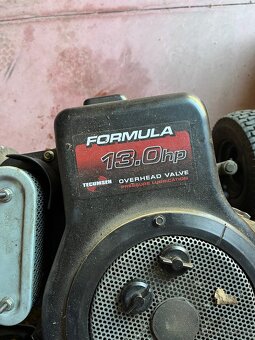 FORMULA
13.0hp
TECUMSEH
OVERHEAD VALVE
PRESSURE LUBRICATION